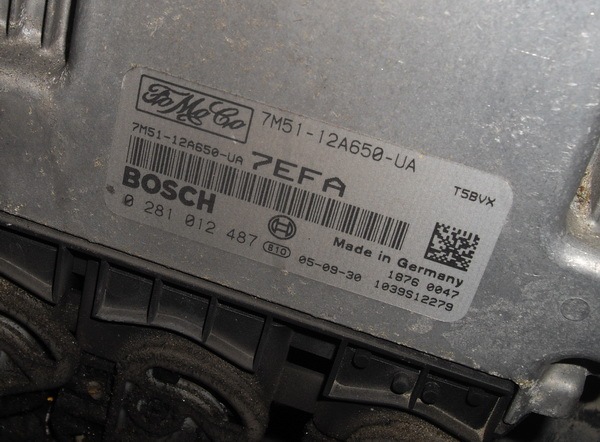 FoMoCo 7M51-12A650-UA
7M51-12A650-UA 7EFA T5BVX
BOSCH
0 281 012 487 810 05-09-30 Made in Germany
1876 0047
1039S12279